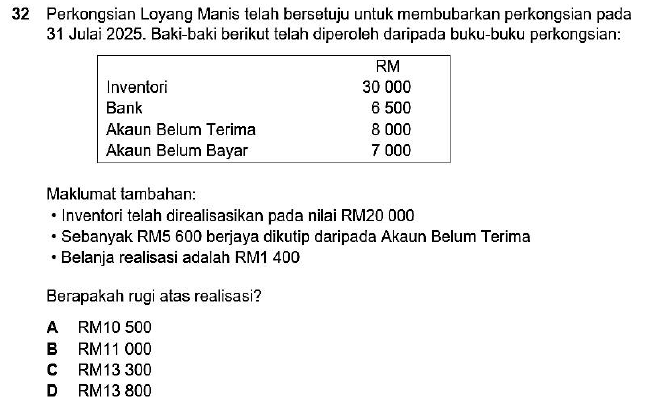 32 Perkongsian Loyang Manis telah bersetuju untuk membubarkan perkongsian pada
31 Julai 2025. Baki-baki berikut telah diperoleh daripada buku-buku perkongsian:
RM
Inventori 30 000
Bank 6 500
Akaun Belum Terima 8 000
Akaun Belum Bayar 7 000
Maklumat tambahan:
• Inventori telah direalisasikan pada nilai RM20 000
• Sebanyak RM5 600 berjaya dikutip daripada Akaun Belum Terima
• Belanja realisasi adalah RM1 400
Berapakah rugi atas realisasi?
A RM10 500
B RM11 000
C RM13 300
D RM13 800